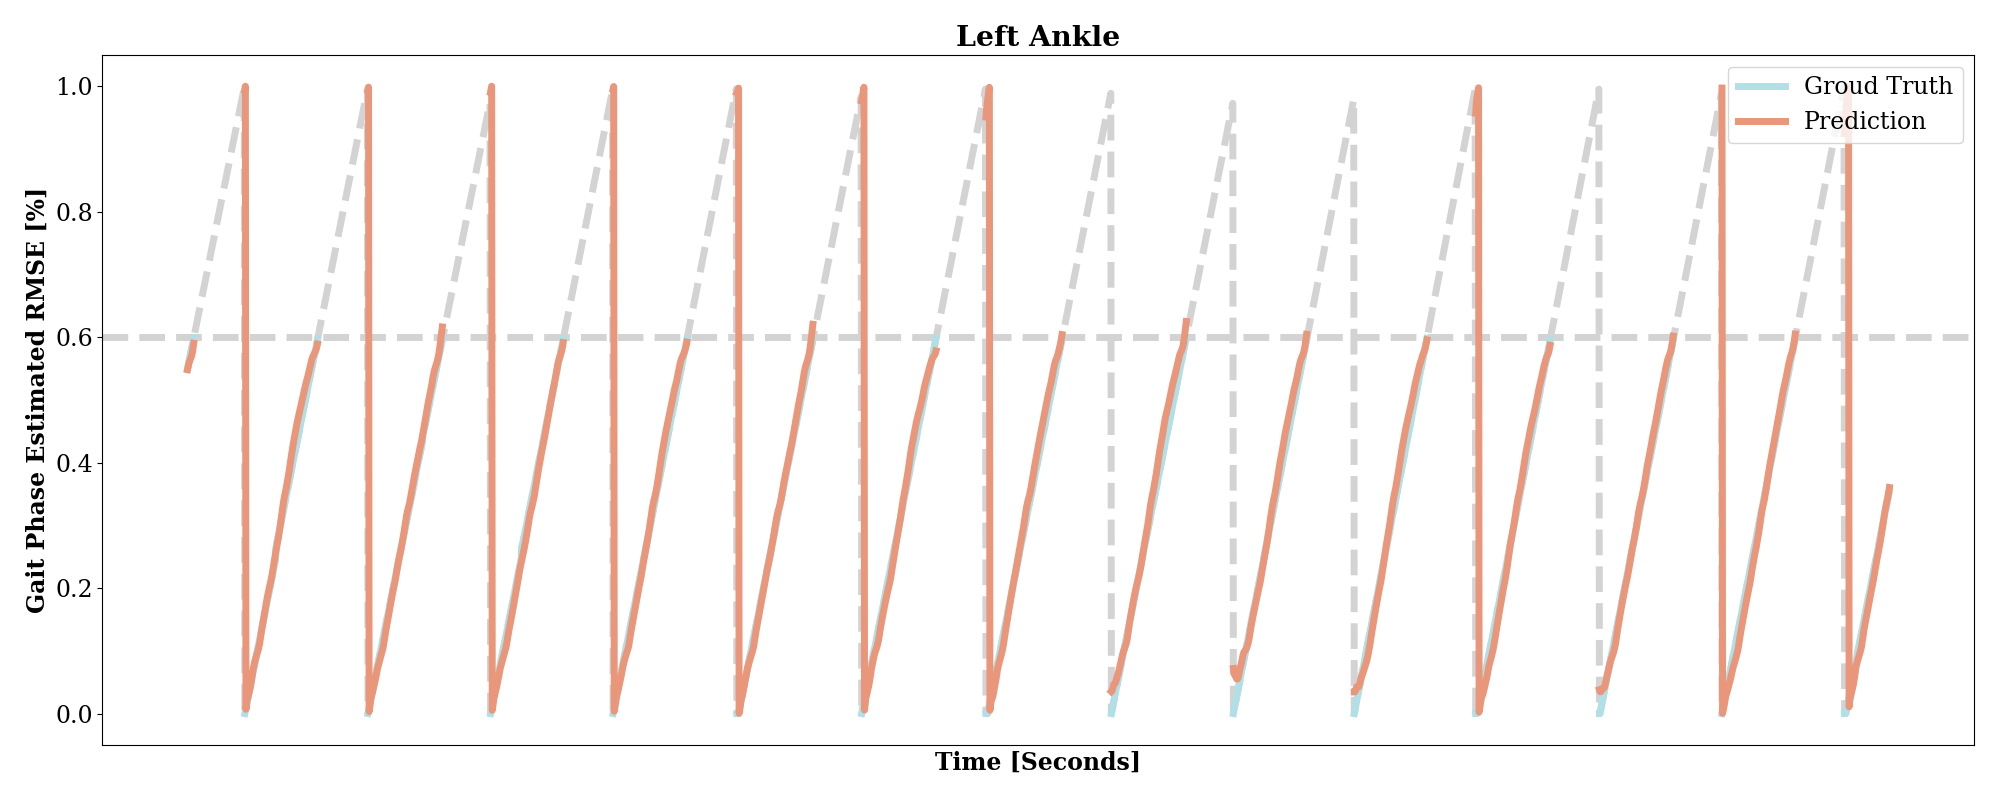 Left Ankle
Gait Phase Estimated RMSE [%]
1.0
0.8
0.6
0.4
0.2
0.0
Groud Truth
Prediction
Time [Seconds]